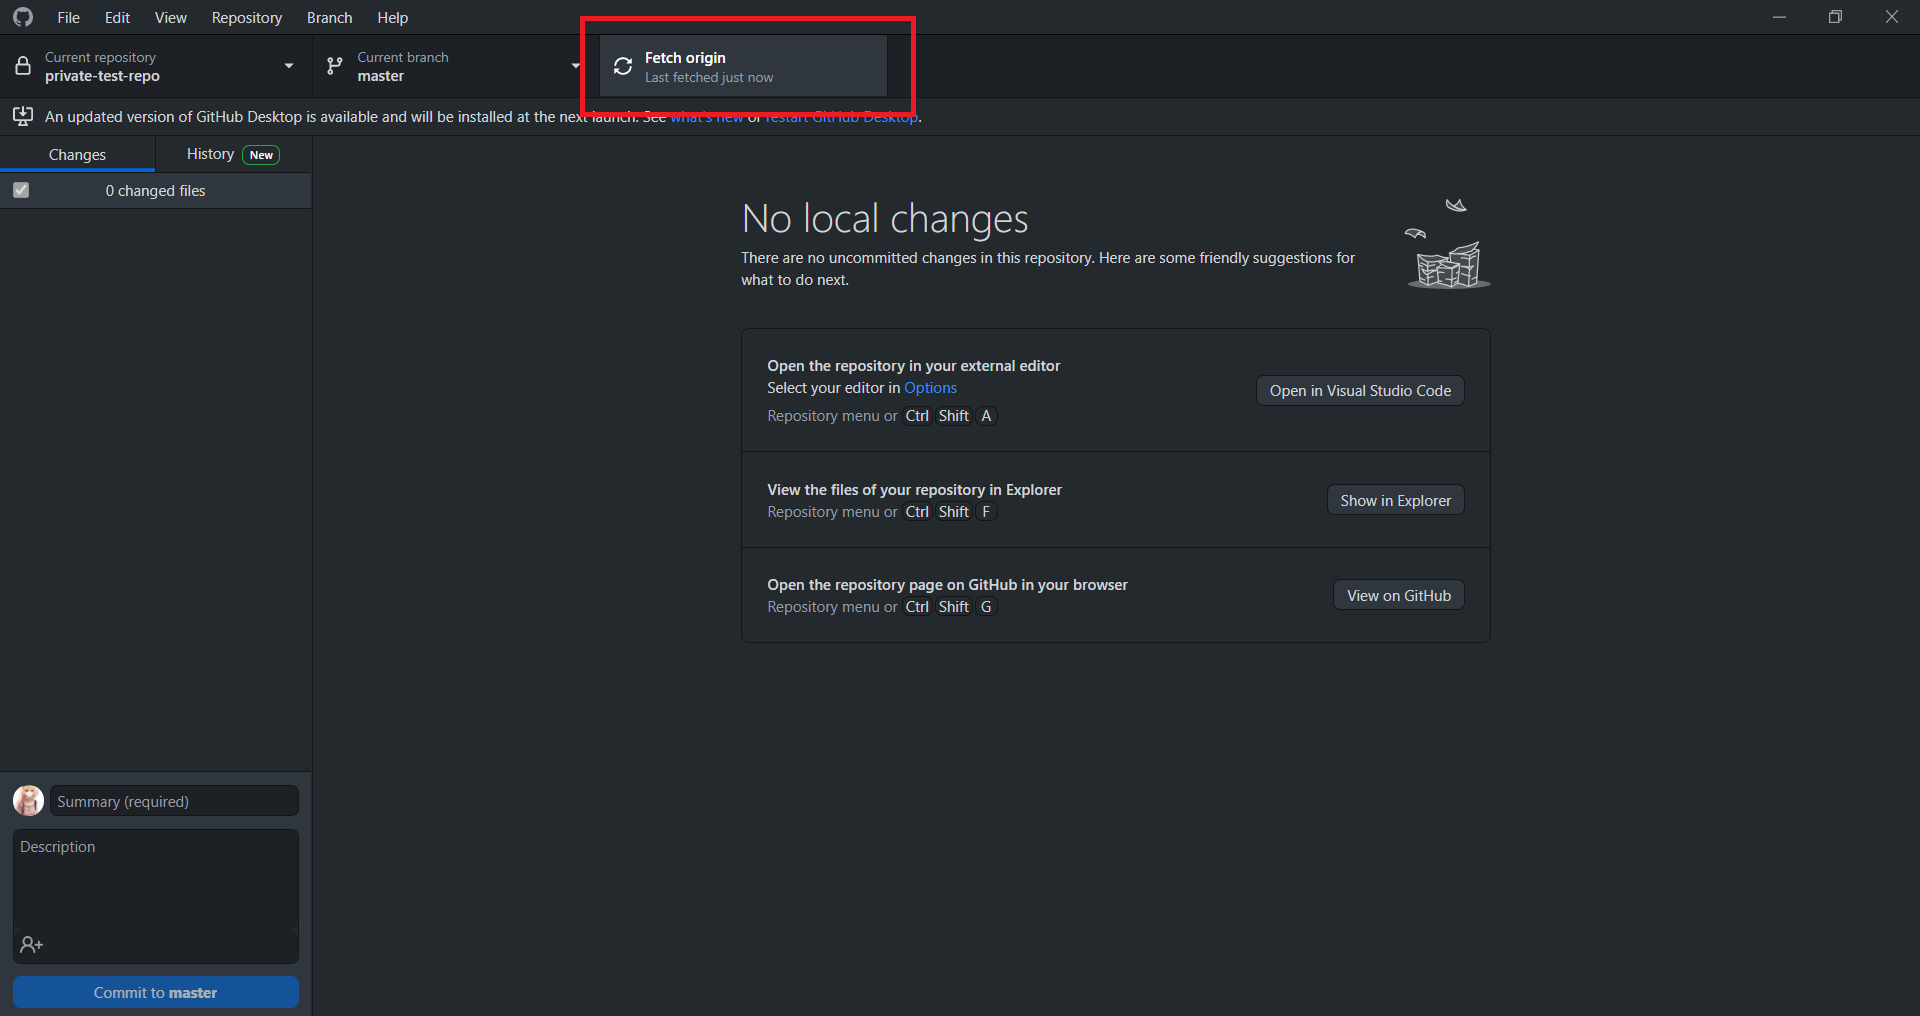 File Edit View Repository Branch Help
Current repository
private-test-repo
Current branch
master
Fetch origin
Last fetched just now
An updated version of GitHub Desktop is available and will be installed at the next launch. See what's new or restart GitHub Desktop.
Changes
History New
0 changed files
No local changes
There are no uncommitted changes in this repository. Here are some friendly suggestions for
what to do next.
Open the repository in your external editor
Select your editor in Options
Repository menu or Ctrl Shift A
Open in Visual Studio Code
View the files of your repository in Explorer
Repository menu or Ctrl Shift F
Show in Explorer
Open the repository page on GitHub in your browser
Repository menu or Ctrl Shift G
View on GitHub
Summary (required)
Description
Commit to master